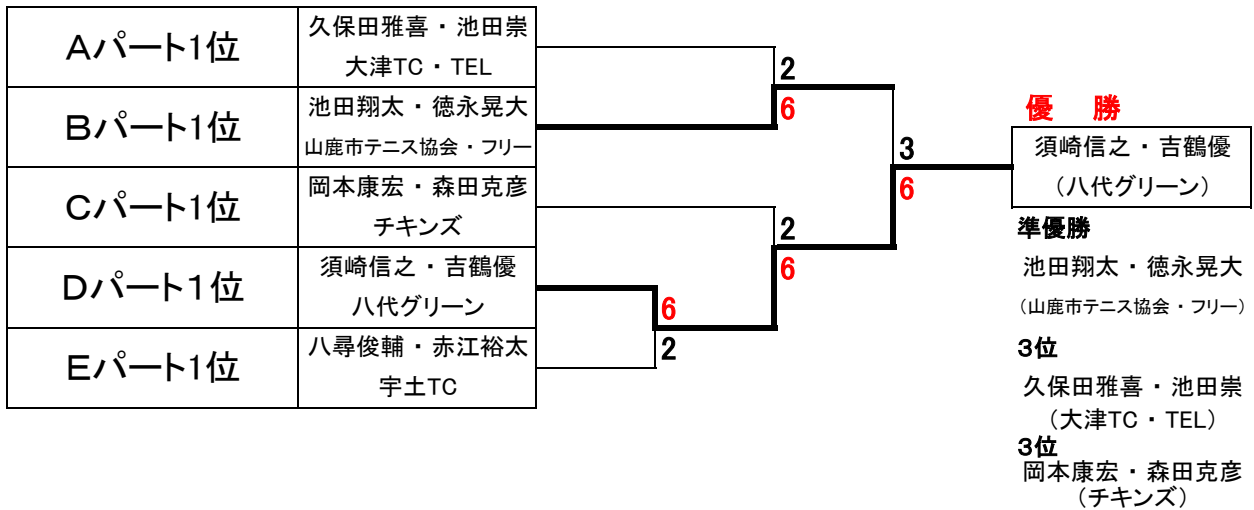 Aパート1位
久保田雅喜・池田崇
大津TC・TEL
Bパート1位
池田翔太・徳永晃大
山鹿市テニス協会・フリー
Cパート1位
岡本康宏・森田克彦
チキンズ
Dパート1位
須崎信之・吉鶴優
八代グリーン
Eパート1位
八尋俊輔・赤江裕太
宇土TC
2
6
2
6
6
2
3
6
優　勝
須崎信之・吉鶴優
（八代グリーン）
準優勝
池田翔太・徳永晃大
（山鹿市テニス協会・フリー）
3位
久保田雅喜・池田崇
（大津TC・TEL）
3位
岡本康宏・森田克彦
（チキンズ）